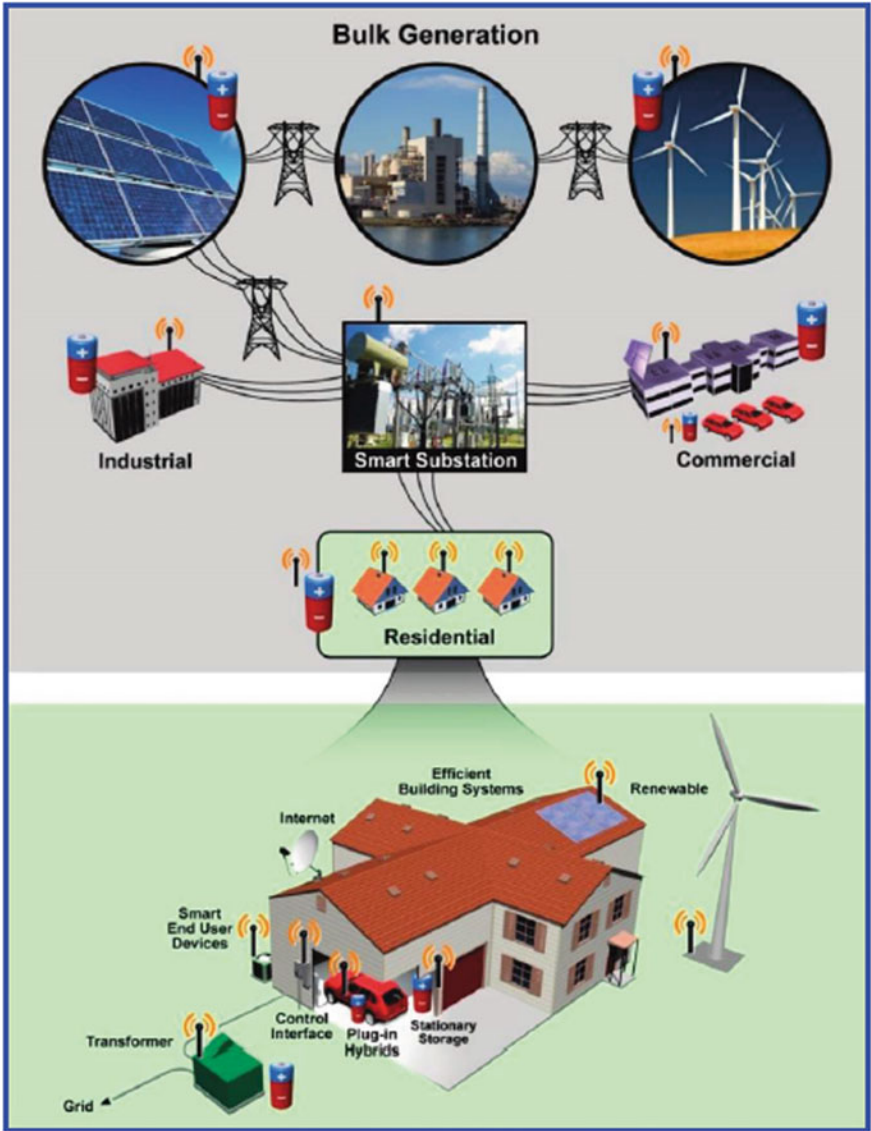 Bulk Generation
Industrial
Smart Substation
Commercial
Residential
Efficient
Building Systems
Renewable
Internet
Smart
End User
Devices
Control
Interface
Plug-in
Hybrids
Stationary
Storage
Transformer
Grid